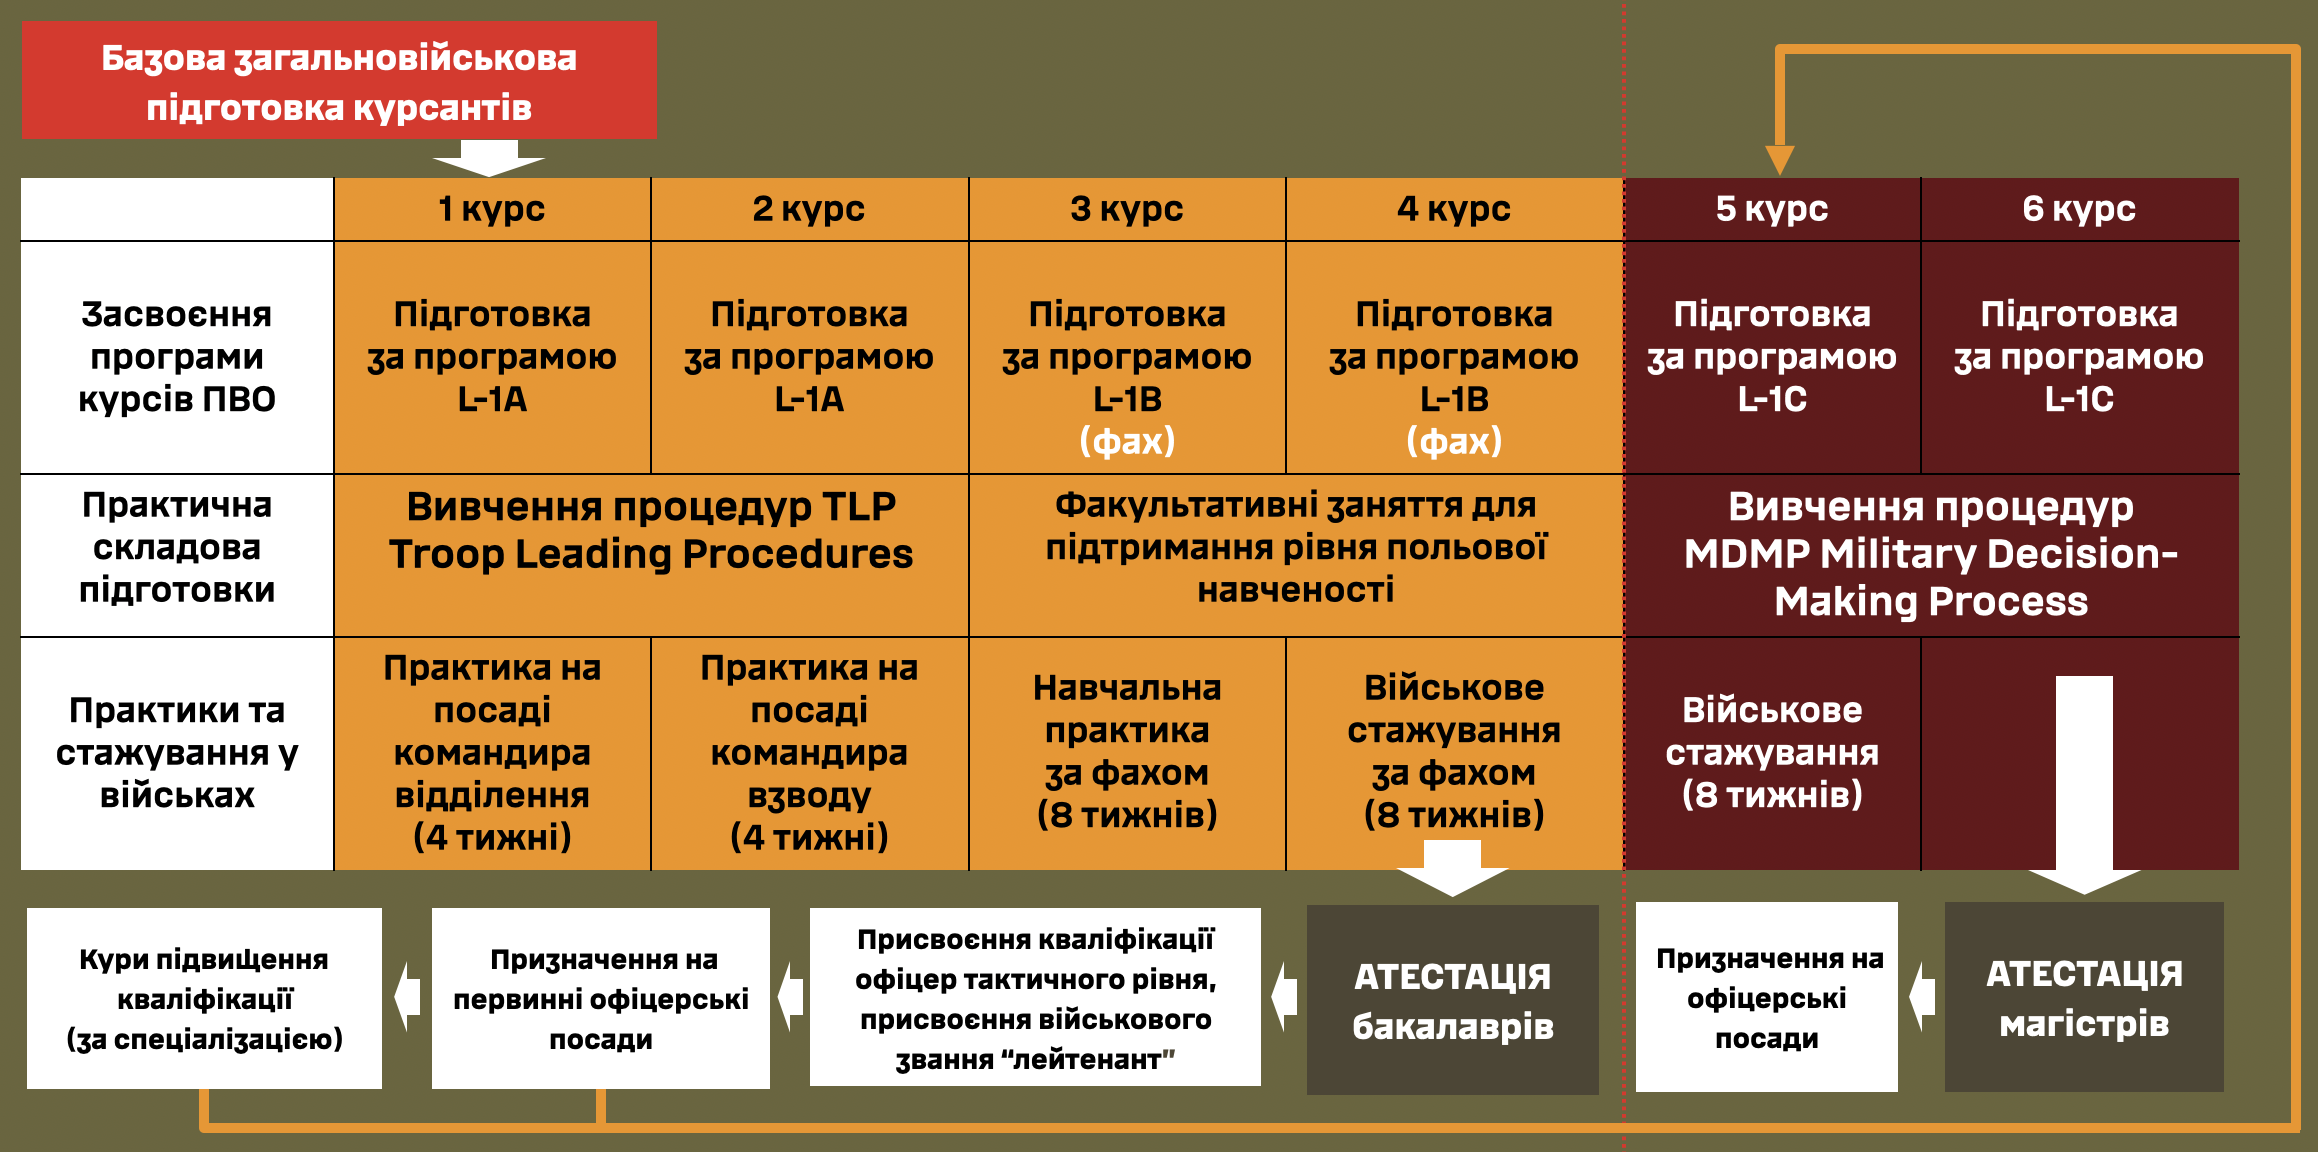 Базова загальновійськова
підготовка курсантів
1 курс
2 курс
3 курс
4 курс
5 курс
6 курс
Засвоєння
програми
курсів ПВО
Підготовка
за програмою
L-1A
Підготовка
за програмою
L-1A
Підготовка
за програмою
L-1B
(фах)
Підготовка
за програмою
L-1B
(фах)
Підготовка
за програмою
L-1C
Підготовка
за програмою
L-1C
Практична
складова
підготовки
Вивчення процедур TLP
Troop Leading Procedures
Факультативні заняття для
підтримання рівня польової
навченості
Вивчення процедур
MDMP Military Decision-
Making Process
Практики та
стажування у
військах
Практика на
посаді
командира
відділення
(4 тижні)
Практика на
посаді
командира
взводу
(4 тижні)
Навчальна
практика
за фахом
(8 тижнів)
Військове
стажування
за фахом
(8 тижнів)
Військове
стажування
(8 тижнів)
Кури підвищення
кваліфікації
(за спеціалізацією)
Призначення на
первинні офіцерські
посади
Присвоєння кваліфікації
офіцер тактичного рівня,
присвоєння військового
звання “лейтенант”
АТЕСТАЦІЯ
бакалаврів
Призначення на
офіцерські
посади
АТЕСТАЦІЯ
магістрів